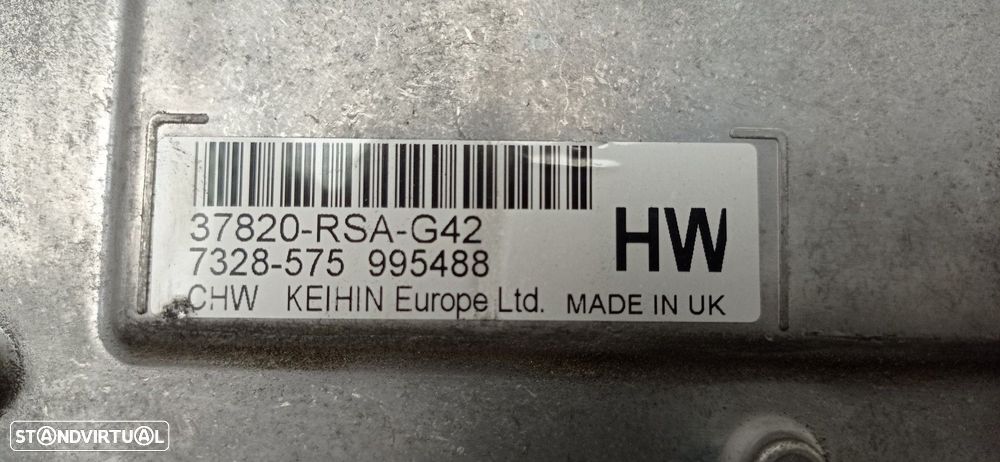 37820-RSA-G42
HW
7328-575 995488
CHW KEIHIN Europe Ltd. MADE IN UK
STANDVIRTUAL